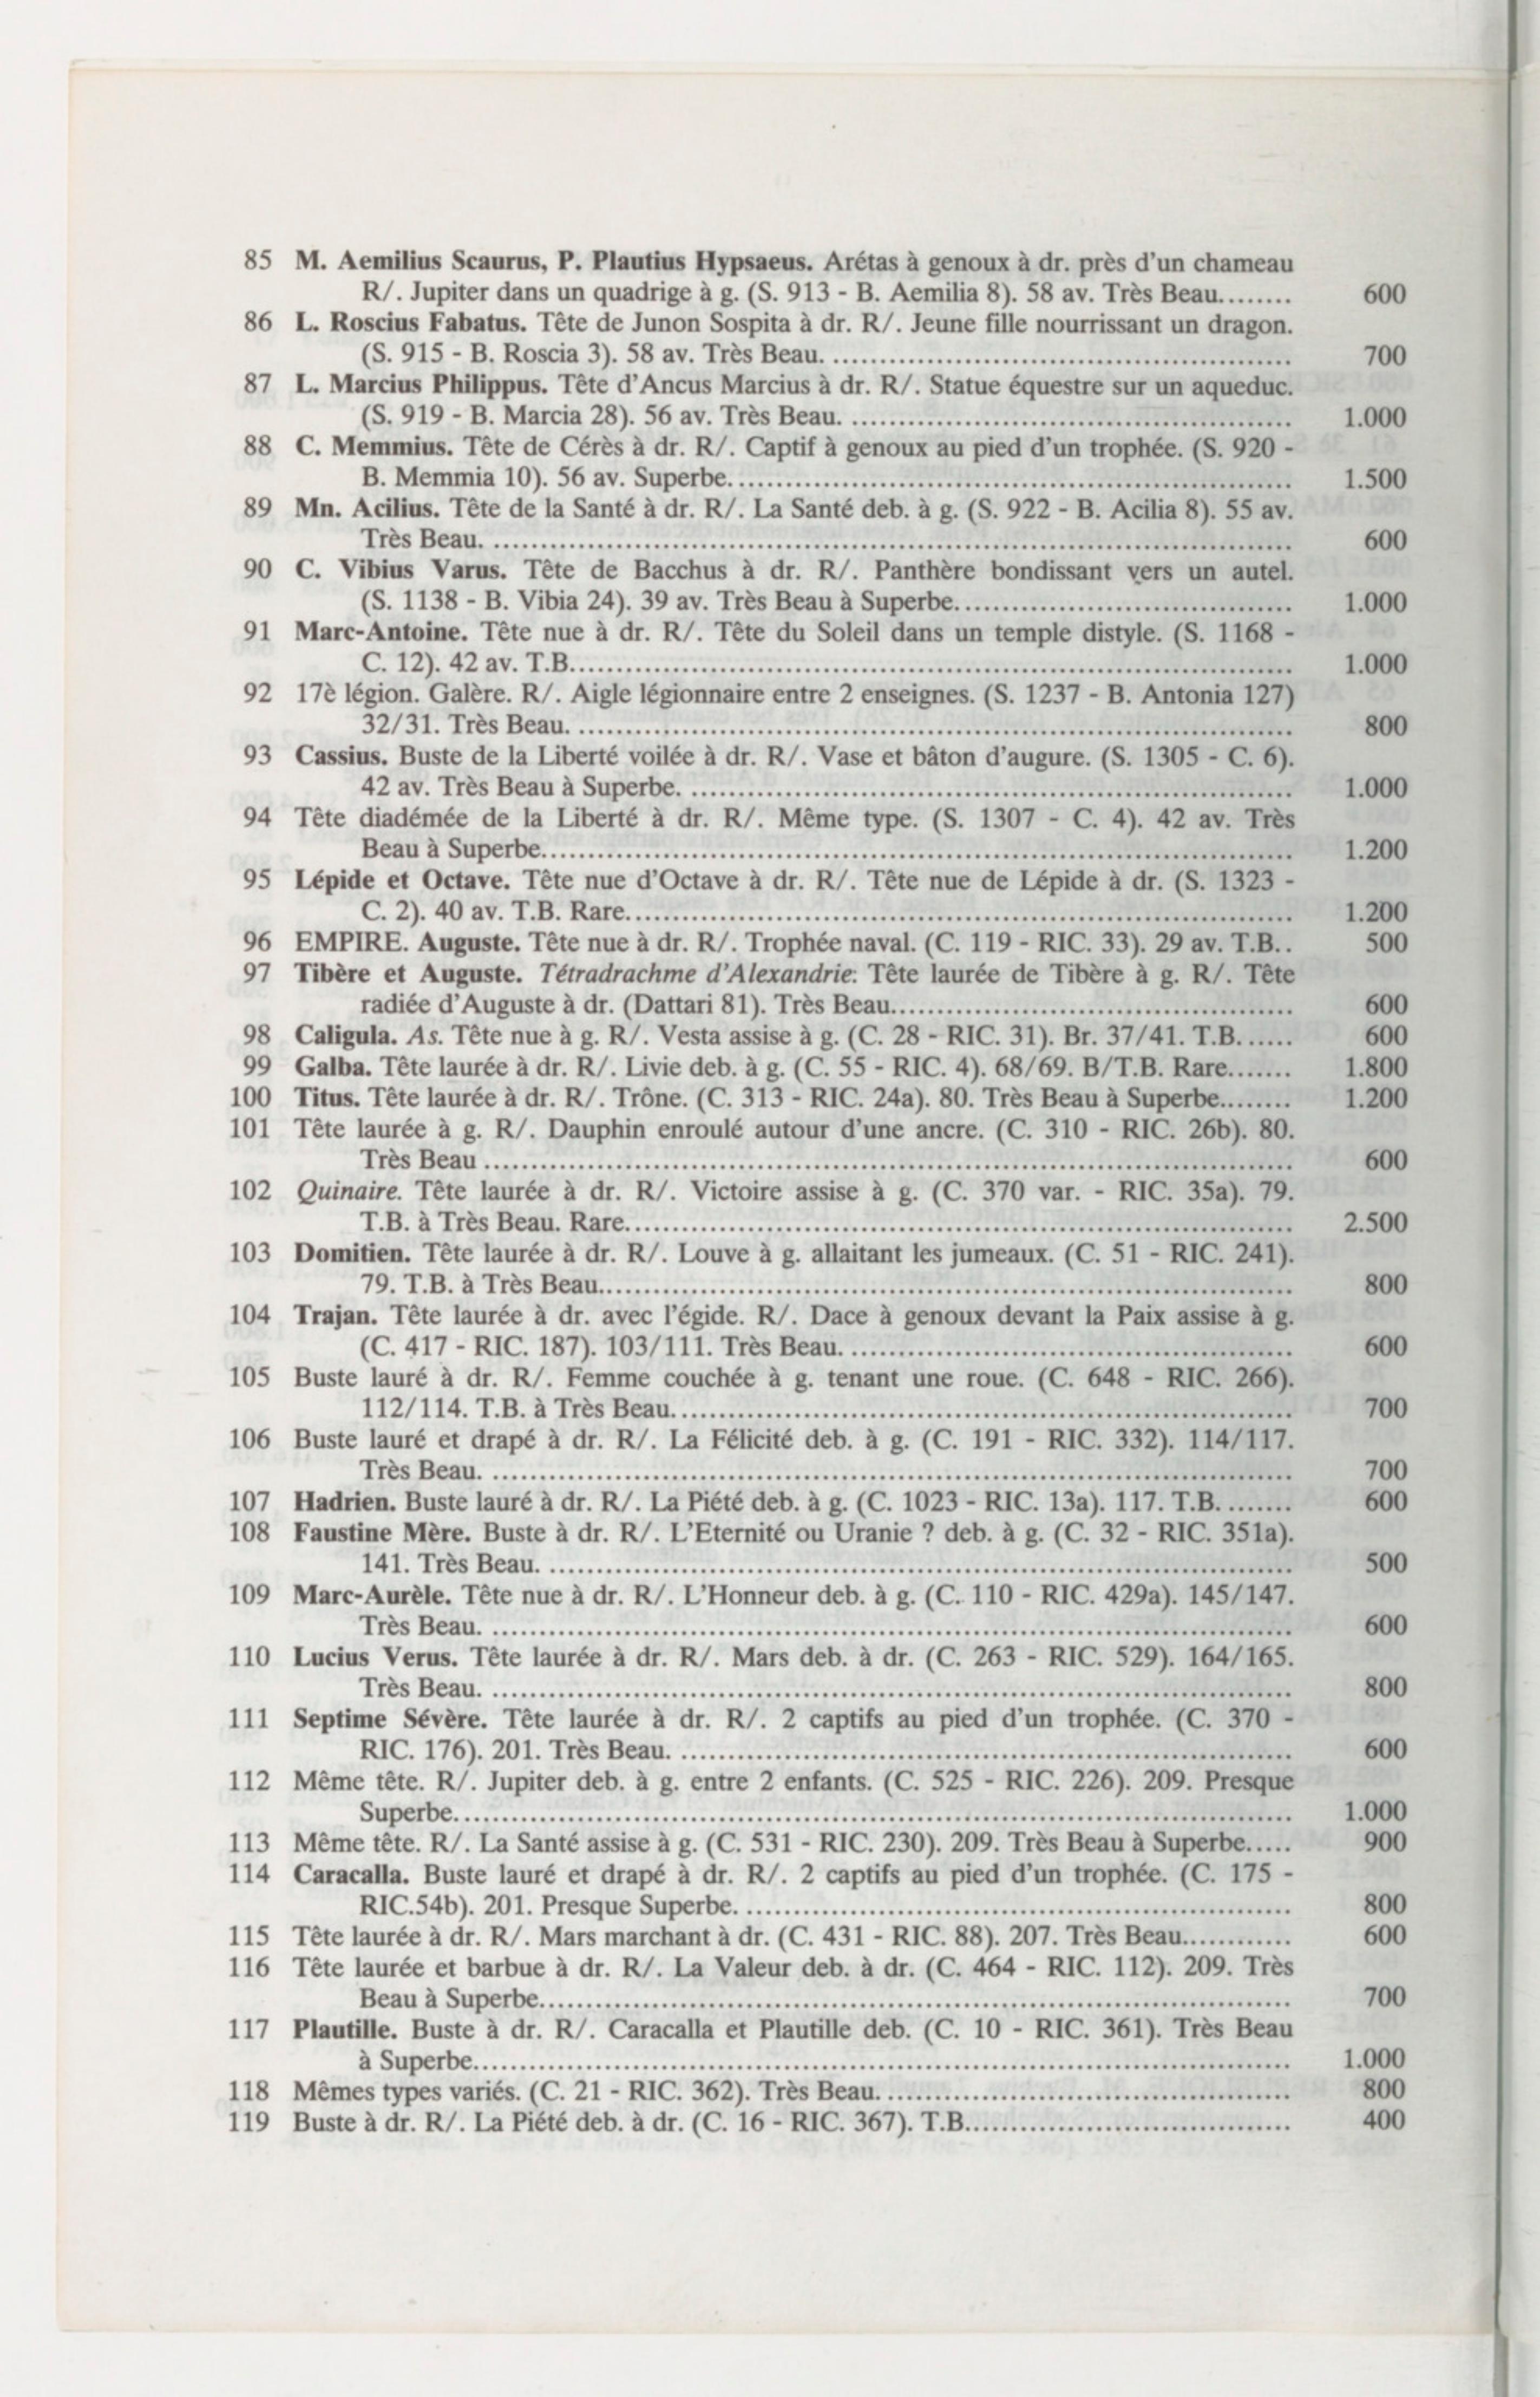 85 M. Aemilius Scaurus, P. Plautius Hypsaeus. Arétas à genoux à dr. près d'un chameau
R/. Jupiter dans un quadrige à g. (S. 913 - B. Aemilia 8). 58 av. Très Beau........ 600
86 L. Roscius Fabatus. Tête de Junon Sospita à dr. R/. Jeune fille nourrissant un dragon.
(S. 915 - B. Roscia 3). 58 av. Très Beau. ........ 700
87 L. Marcius Philippus. Tête d'Ancus Marcius à dr. R/. Statue équestre sur un aqueduc.
(S. 919 - B. Marcia 28). 56 av. Très Beau. ........ 1.000
88 C. Memmius. Tête de Cérès à dr. R/. Captif à genoux au pied d'un trophée. (S. 920 -
B. Memmia 10). 56 av. Superbe. ........ 1.500
89 Mn. Acilius. Tête de la Santé à dr. R/. La Santé deb. à g. (S. 922 - B. Acilia 8). 55 av.
Très Beau. ........ 600
90 C. Vibius Varus. Tête de Bacchus à dr. R/. Panthère bondissant vers un autel.
(S. 1138 - B. Vibia 24). 39 av. Très Beau à Superbe. ........ 1.000
91 Marc-Antoine. Tête nue à dr. R/. Tête du Soleil dans un temple distyle. (S. 1168 -
C. 12). 42 av. T.B. ........ 1.000
92 17è légion. Galère. R/. Aigle légionnaire entre 2 enseignes. (S. 1237 - B. Antonia 127)
32/31. Très Beau. ........ 800
93 Cassius. Buste de la Liberté voilée à dr. R/. Vase et bâton d'augure. (S. 1305 - C. 6).
42 av. Très Beau à Superbe. ........ 1.000
94 Tête diadémée de la Liberté à dr. R/. Même type. (S. 1307 - C. 4). 42 av. Très
Beau à Superbe. ........ 1.200
95 Lépide et Octave. Tête nue d'Octave à dr. R/. Tête nue de Lépide à dr. (S. 1323 -
C. 2). 40 av. T.B. Rare. ........ 1.200
96 EMPIRE. Auguste. Tête nue à dr. R/. Trophée naval. (C. 119 - RIC. 33). 29 av. T.B.. 500
97 Tibère et Auguste. Tétradrachme d'Alexandrie. Tête laurée de Tibère à g. R/. Tête
radiée d'Auguste à dr. (Dattari 81). Très Beau. ........ 600
98 Caligula. As. Tête nue à g. R/. Vesta assise à g. (C. 28 - RIC. 31). Br. 37/41. T.B. ...... 600
99 Galba. Tête laurée à dr. R/. Livie deb. à g. (C. 55 - RIC. 4). 68/69. B/T.B. Rare. ...... 1.800
100 Titus. Tête laurée à dr. R/. Trône. (C. 313 - RIC. 24a). 80. Très Beau à Superbe. ....... 1.200
101 Tête laurée à g. R/. Dauphin enroulé autour d'une ancre. (C. 310 - RIC. 26b). 80.
Très Beau ........ 600
102 Quinaire. Tête laurée à dr. R/. Victoire assise à g. (C. 370 var. - RIC. 35a). 79.
T.B. à Très Beau. Rare. ........ 2.500
103 Domitien. Tête laurée à dr. R/. Louve à g. allaitant les jumeaux. (C. 51 - RIC. 241).
79. T.B. à Très Beau. ........ 800
104 Trajan. Tête laurée à dr. avec l'égide. R/. Dace à genoux devant la Paix assise à g.
(C. 417 - RIC. 187). 103/111. Très Beau. ........ 600
105 Buste lauré à dr. R/. Femme couchée à g. tenant une roue. (C. 648 - RIC. 266).
112/114. T.B. à Très Beau. ........ 700
106 Buste lauré et drapé à dr. R/. La Félicité deb. à g. (C. 191 - RIC. 332). 114/117.
Très Beau. ........ 700
107 Hadrien. Buste lauré à dr. R/. La Piété deb. à g. (C. 1023 - RIC. 13a). 117. T.B. ........ 600
108 Faustine Mère. Buste à dr. R/. L'Eternité ou Uranie ? deb. à g. (C. 32 - RIC. 351a).
141. Très Beau. ........ 500
109 Marc-Aurèle. Tête nue à dr. R/. L'Honneur deb. à g. (C. 110 - RIC. 429a). 145/147.
Très Beau. ........ 600
110 Lucius Verus. Tête laurée à dr. R/. Mars deb. à dr. (C. 263 - RIC. 529). 164/165.
Très Beau. ........ 800
111 Septime Sévère. Tête laurée à dr. R/. 2 captifs au pied d'un trophée. (C. 370 -
RIC. 176). 201. Très Beau. ........ 600
112 Même tête. R/. Jupiter deb. à g. entre 2 enfants. (C. 525 - RIC. 226). 209. Presque
Superbe. ........ 1.000
113 Même tête. R/. La Santé assise à g. (C. 531 - RIC. 230). 209. Très Beau à Superbe..... 900
114 Caracalla. Buste lauré et drapé à dr. R/. 2 captifs au pied d'un trophée. (C. 175 -
RIC.54b). 201. Presque Superbe. ........ 800
115 Tête laurée à dr. R/. Mars marchant à dr. (C. 431 - RIC. 88). 207. Très Beau. ........ 600
116 Tête laurée et barbue à dr. R/. La Valeur deb. à dr. (C. 464 - RIC. 112). 209. Très
Beau à Superbe. ........ 700
117 Plautille. Buste à dr. R/. Caracalla et Plautille deb. (C. 10 - RIC. 361). Très Beau
à Superbe. ........ 1.000
118 Mêmes types variés. (C. 21 - RIC. 362). Très Beau. ........ 800
119 Buste à dr. R/. La Piété deb. à dr. (C. 16 - RIC. 367). T.B. ........ 400